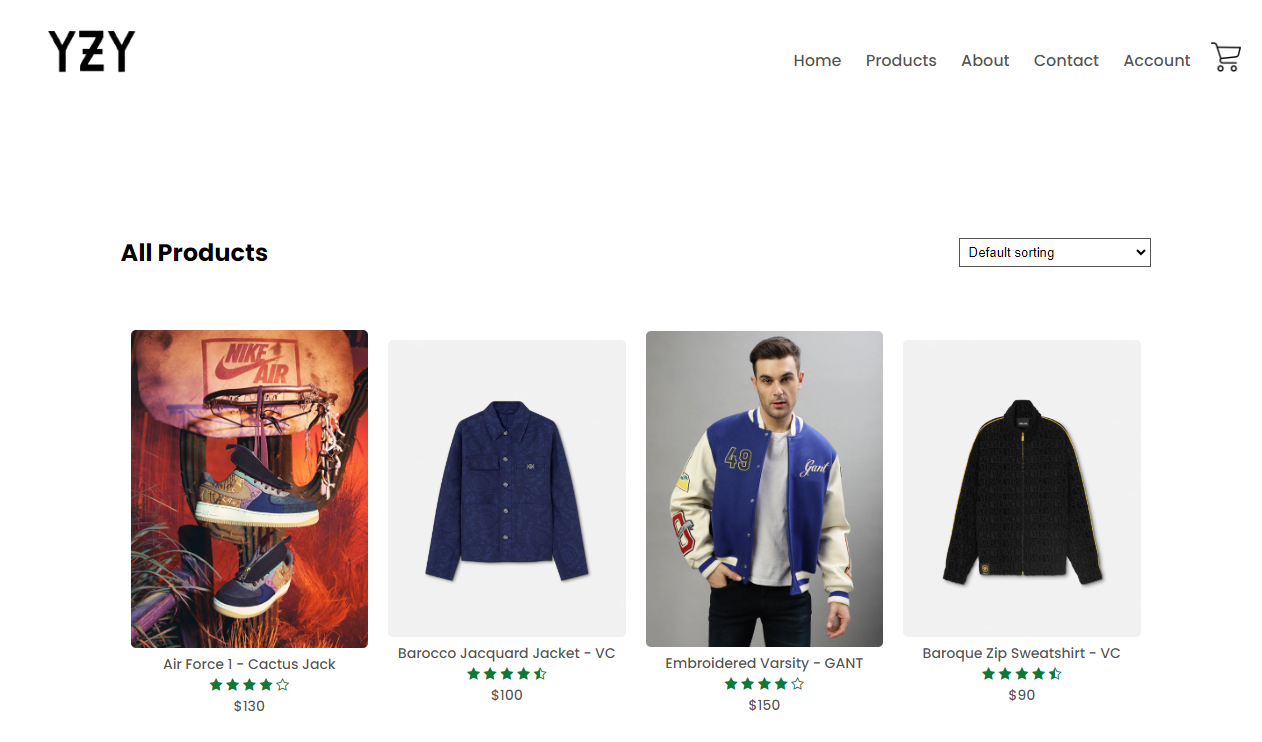 YZY
Home Products About Contact Account
All Products
Default sorting
NIKE
AIR
49
Gant
Air Force 1 - Cactus Jack
$130
Barocco Jacquard Jacket - VC
$100
Embroidered Varsity - GANT
$150
Baroque Zip Sweatshirt - VC
$90